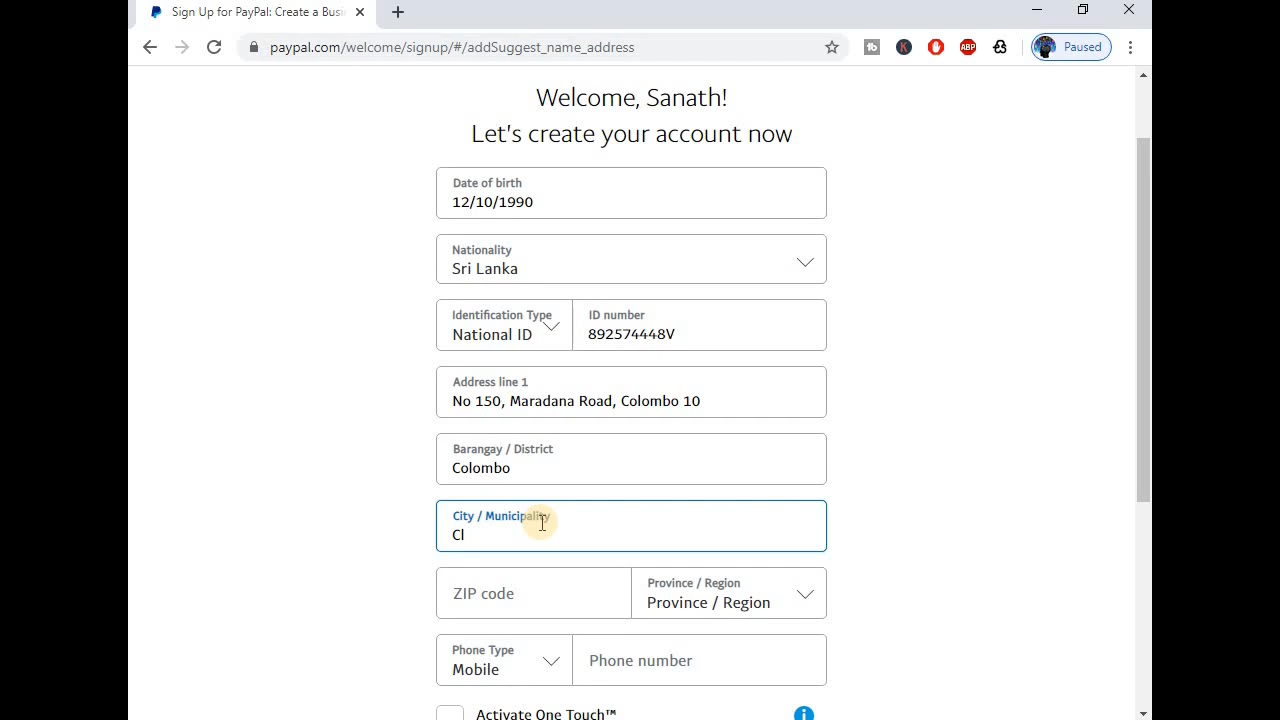 Sign Up for PayPal: Create a Busi
paypal.com/welcome/signup/#/addSuggest_name_address
Paused
Welcome, Sanath!
Let's create your account now
Date of birth
12/10/1990
Nationality
Sri Lanka
Identification Type ID number
National ID 892574448V
Address line 1
No 150, Maradana Road, Colombo 10
Barangay / District
Colombo
City / Municipality
Cl
Province / Region
ZIP code Province / Region
Phone Type
Mobile Phone number
Activate One Touch™